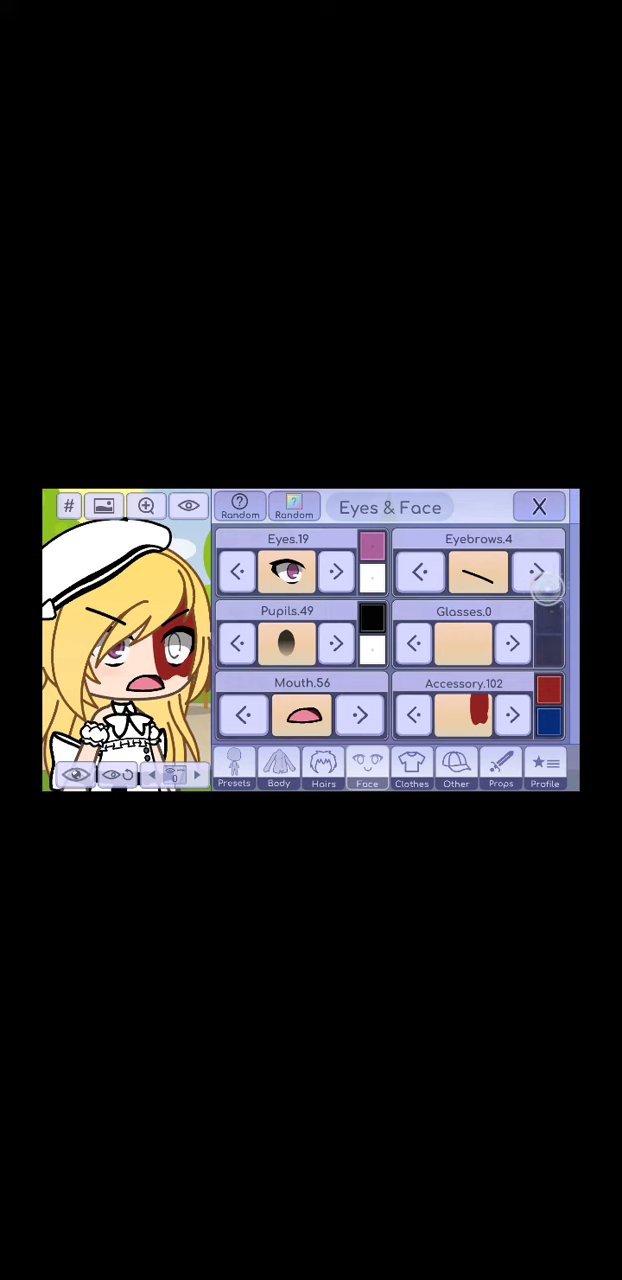 #
Random
Random
Eyes & Face
X
Eyes.19
Eyebrows.4
Pupils.49
Glasses.0
Mouth.56
Accessory.102
0
Presets
Body
Hairs
Face
Clothes
Other
Props
Profile